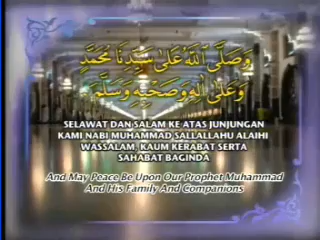 وَصَلَّى ٱللَّهُ عَلَىٰ سَيِّدِنَا مُحَمَّدٍ
وَعَلَىٰ آلِهِ وَصَحْبِهِ وَسَلَّمَ
SELAWAT DAN SALAM KE ATAS JUNJUNGAN
KAMI NABI MUHAMMAD SALLALLAHU ALAIHI
WASSALAM, KAUM KERABAT SERTA
SAHABAT BAGINDA
And May Peace Be Upon Our Prophet Muhammad
And His Family And Companions